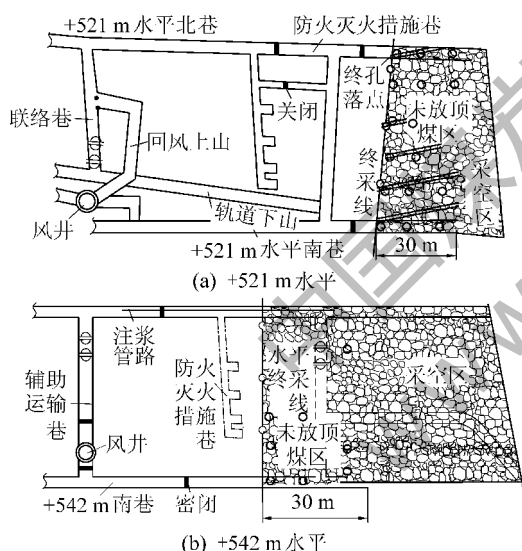 +521 m水平北巷
防火灭火措施巷
终孔
落点
未放顶
煤区
关闭
联络巷
回风上山
终
采
线
采
空
区
风井
轨道下山
30 m
+521 m水平南巷
(a) +521 m水平
注浆
管路
水平
终采
线
防火
灭火
措施
巷
采空区
辅助
运输
巷
未放顶
煤区
风井
30 m
+542 m南巷
密闭
(b) +542 m水平
中国煤炭
w w